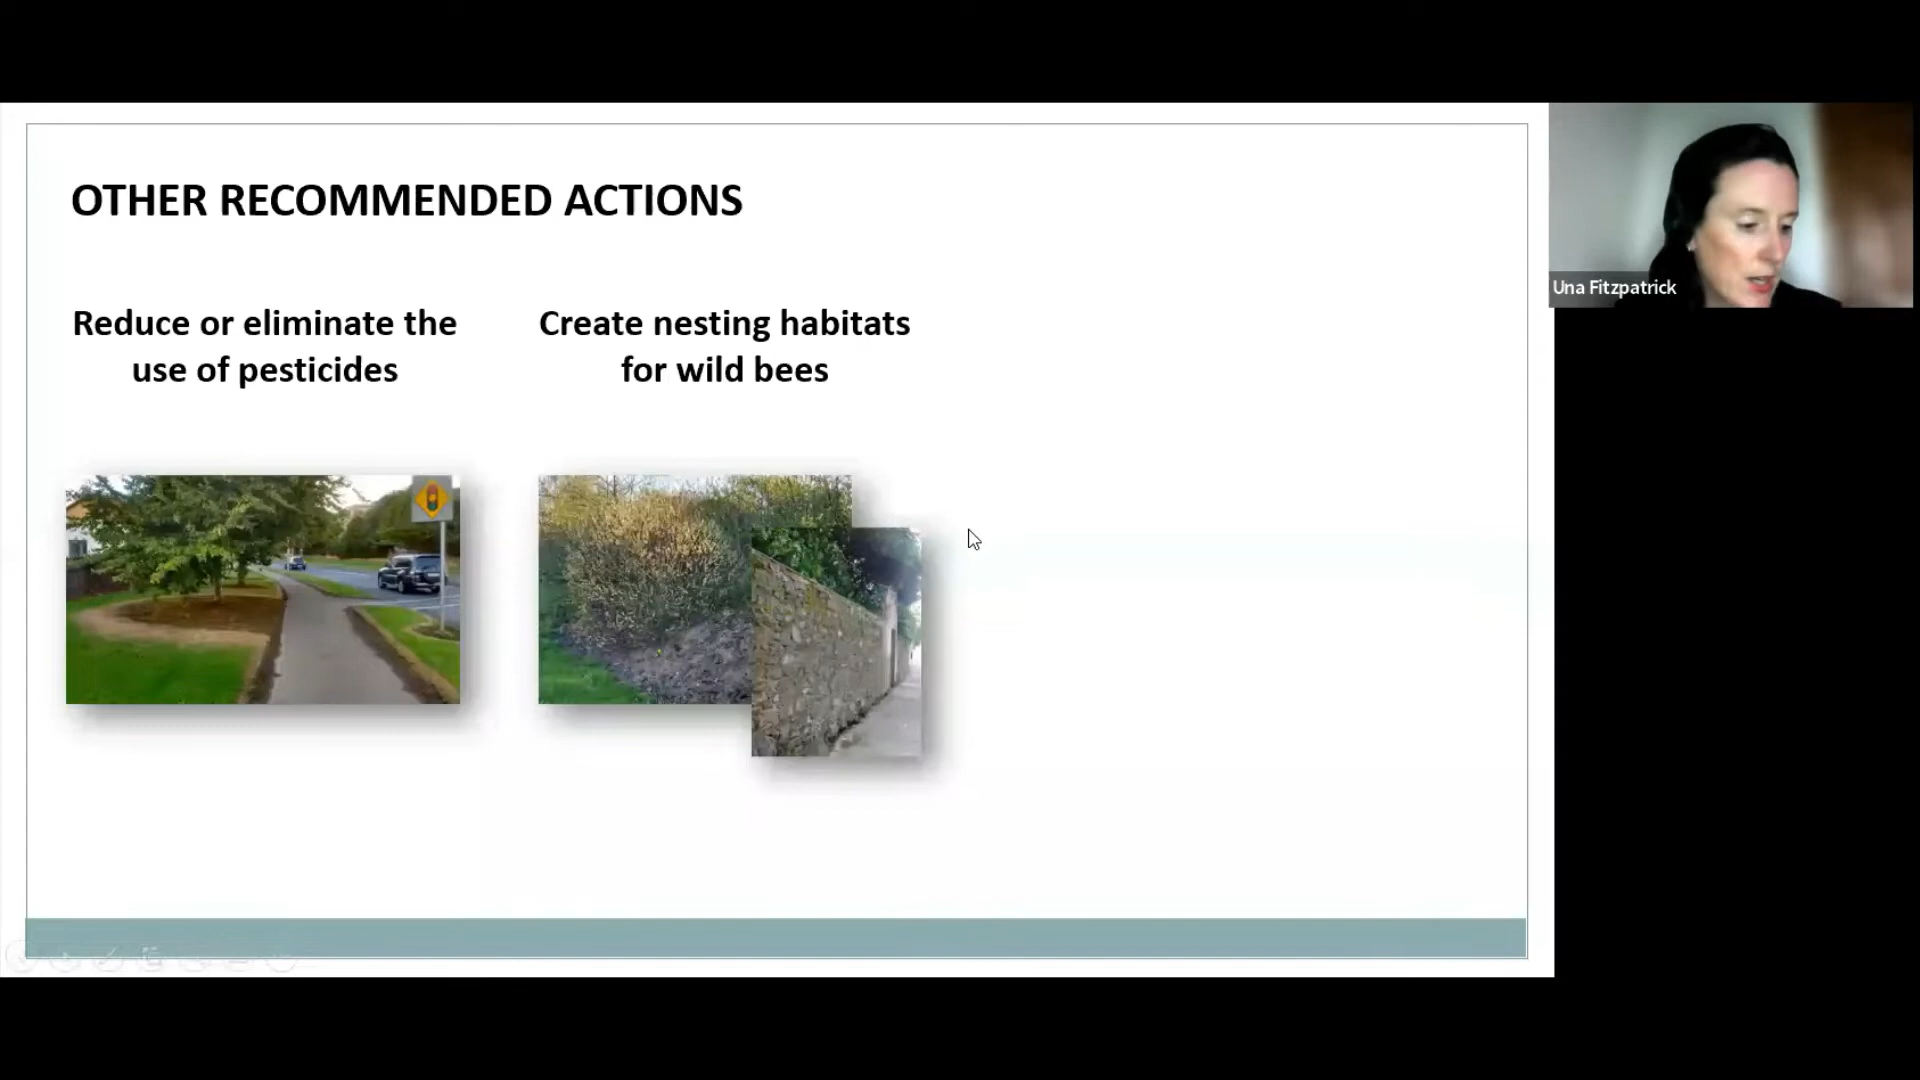 OTHER RECOMMENDED ACTIONS
Reduce or eliminate the
use of pesticides
Create nesting habitats
for wild bees
Una Fitzpatrick